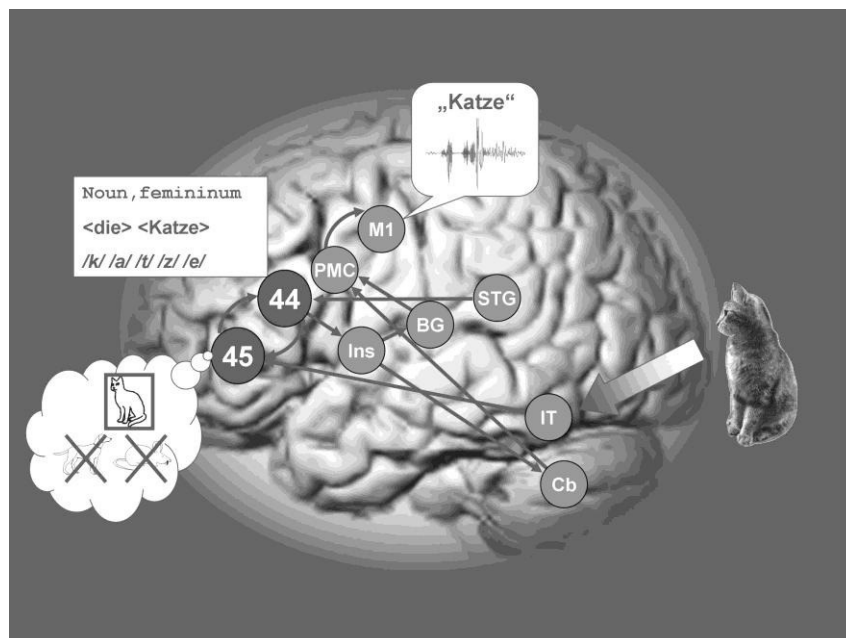 „Katze“
Noun,femininum
<die> <Katze>
/k/ /a/ /t/ /z/ /e/
M1
PMC
44
STG
BG
Ins
45
IT
Cb